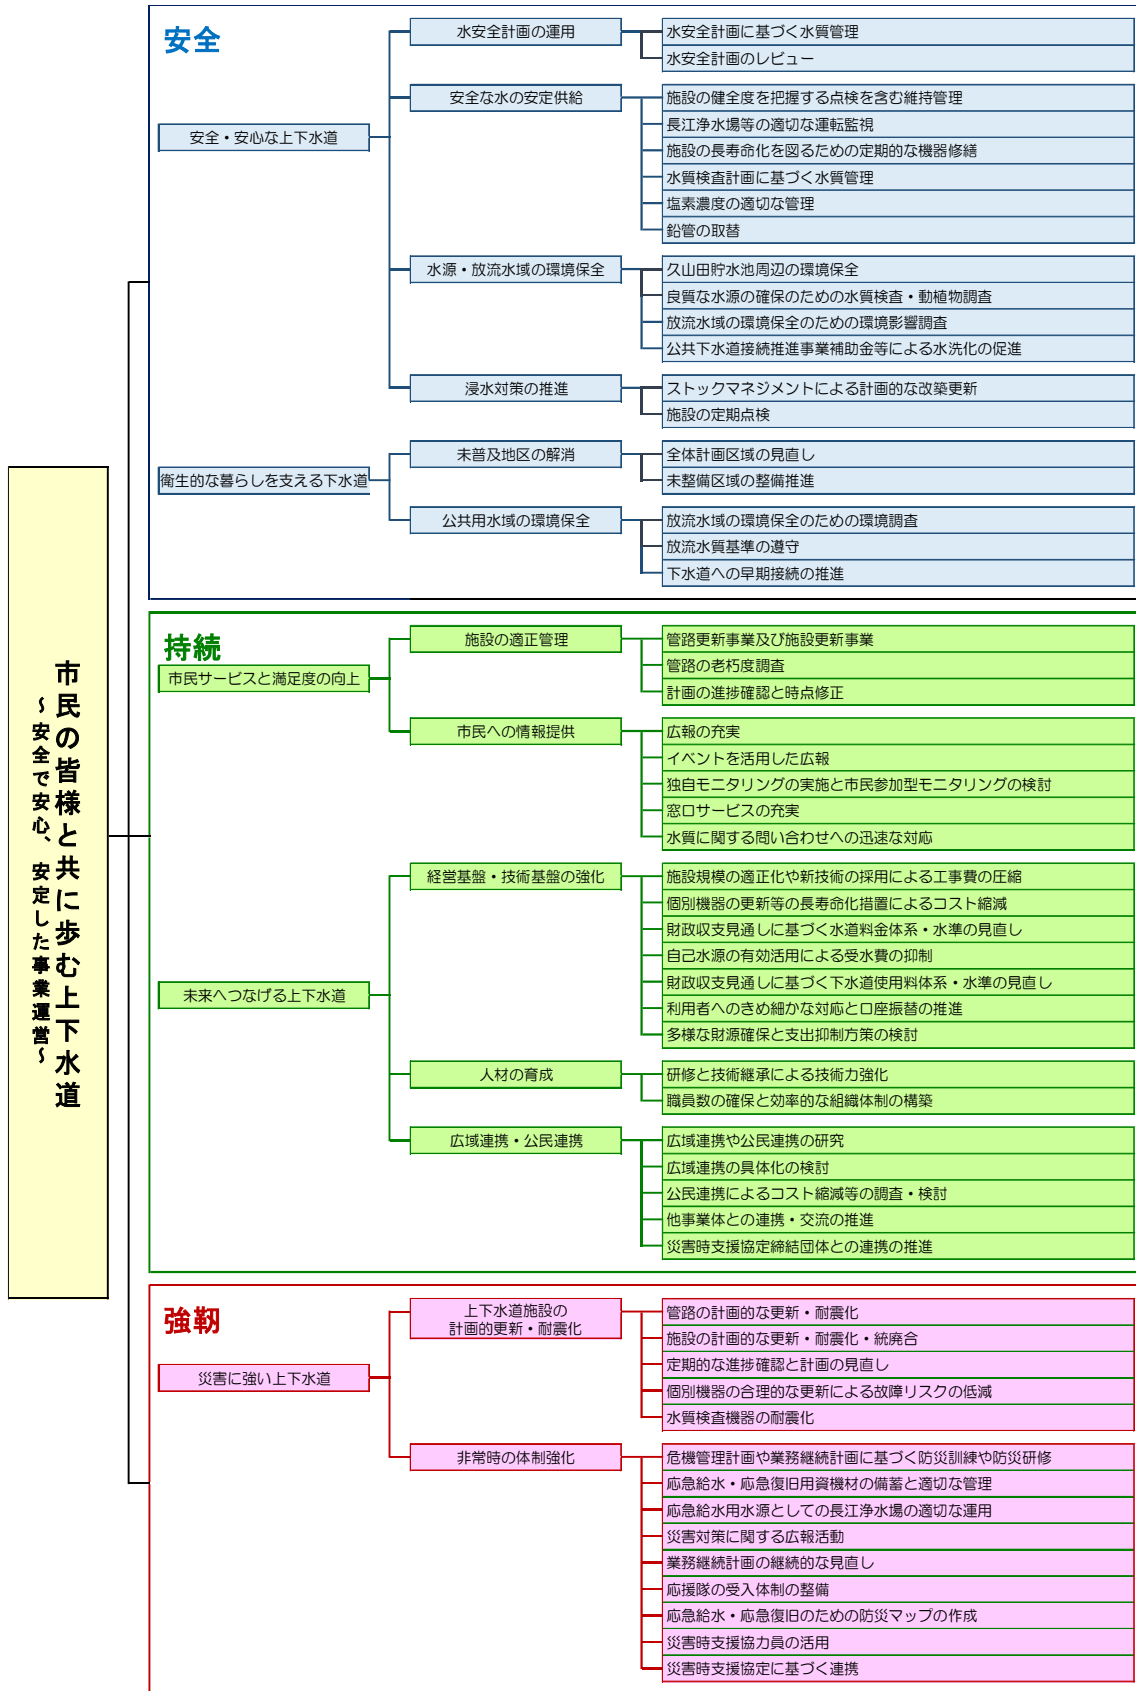 市民の皆様と共に歩む上下水道
～安全で安心、安定した事業運営～
安全
安全・安心な上下水道
水安全計画の運用
水安全計画に基づく水質管理
水安全計画のレビュー
安全な水の安定供給
施設の健全度を把握する点検を含む維持管理
長江浄水場等の適切な運転監視
施設の長寿命化を図るための定期的な機器修繕
水質検査計画に基づく水質管理
塩素濃度の適切な管理
鉛管の取替
水源・放流水域の環境保全
久山田貯水池周辺の環境保全
良質な水源の確保のための水質検査・動植物調査
放流水域の環境保全のための環境影響調査
公共下水道接続推進事業補助金等による水洗化の促進
浸水対策の推進
ストックマネジメントによる計画的な改築更新
施設の定期点検
衛生的な暮らしを支える下水道
未普及地区の解消
全体計画区域の見直し
未整備区域の整備推進
公共用水域の環境保全
放流水域の環境保全のための環境調査
放流水質基準の遵守
下水道への早期接続の推進
持続
市民サービスと満足度の向上
施設の適正管理
管路更新事業及び施設更新事業
管路の老朽度調査
計画の進捗確認と時点修正
市民への情報提供
広報の充実
イベントを活用した広報
独自モニタリングの実施と市民参加型モニタリングの検討
窓口サービスの充実
水質に関する問い合わせへの迅速な対応
未来へつなげる上下水道
経営基盤・技術基盤の強化
施設規模の適正化や新技術の採用による工事費の圧縮
個別機器の更新等の長寿命化措置によるコスト縮減
財政収支見通しに基づく水道料金体系・水準の見直し
自己水源の有効活用による受水費の抑制
財政収支見通しに基づく下水道使用料体系・水準の見直し
利用者へのきめ細かな対応と口座振替の推進
多様な財源確保と支出抑制方策の検討
人材の育成
研修と技術継承による技術力強化
職員数の確保と効率的な組織体制の構築
広域連携・公民連携
広域連携や公民連携の研究
広域連携の具体化の検討
公民連携によるコスト縮減等の調査・検討
他事業体との連携・交流の推進
災害時支援協定締結団体との連携の推進
強靭
災害に強い上下水道
上下水道施設の
計画的更新・耐震化
管路の計画的な更新・耐震化
施設の計画的な更新・耐震化・統廃合
定期的な進捗確認と計画の見直し
個別機器の合理的な更新による故障リスクの低減
水質検査機器の耐震化
非常時の体制強化
危機管理計画や業務継続計画に基づく防災訓練や防災研修
応急給水・応急復旧用資機材の備蓄と適切な管理
応急給水用水源としての長江浄水場の適切な運用
災害対策に関する広報活動
業務継続計画の継続的な見直し
応援隊の受入体制の整備
応急給水・応急復旧のための防災マップの作成
災害時支援協力員の活用
災害時支援協定に基づく連携